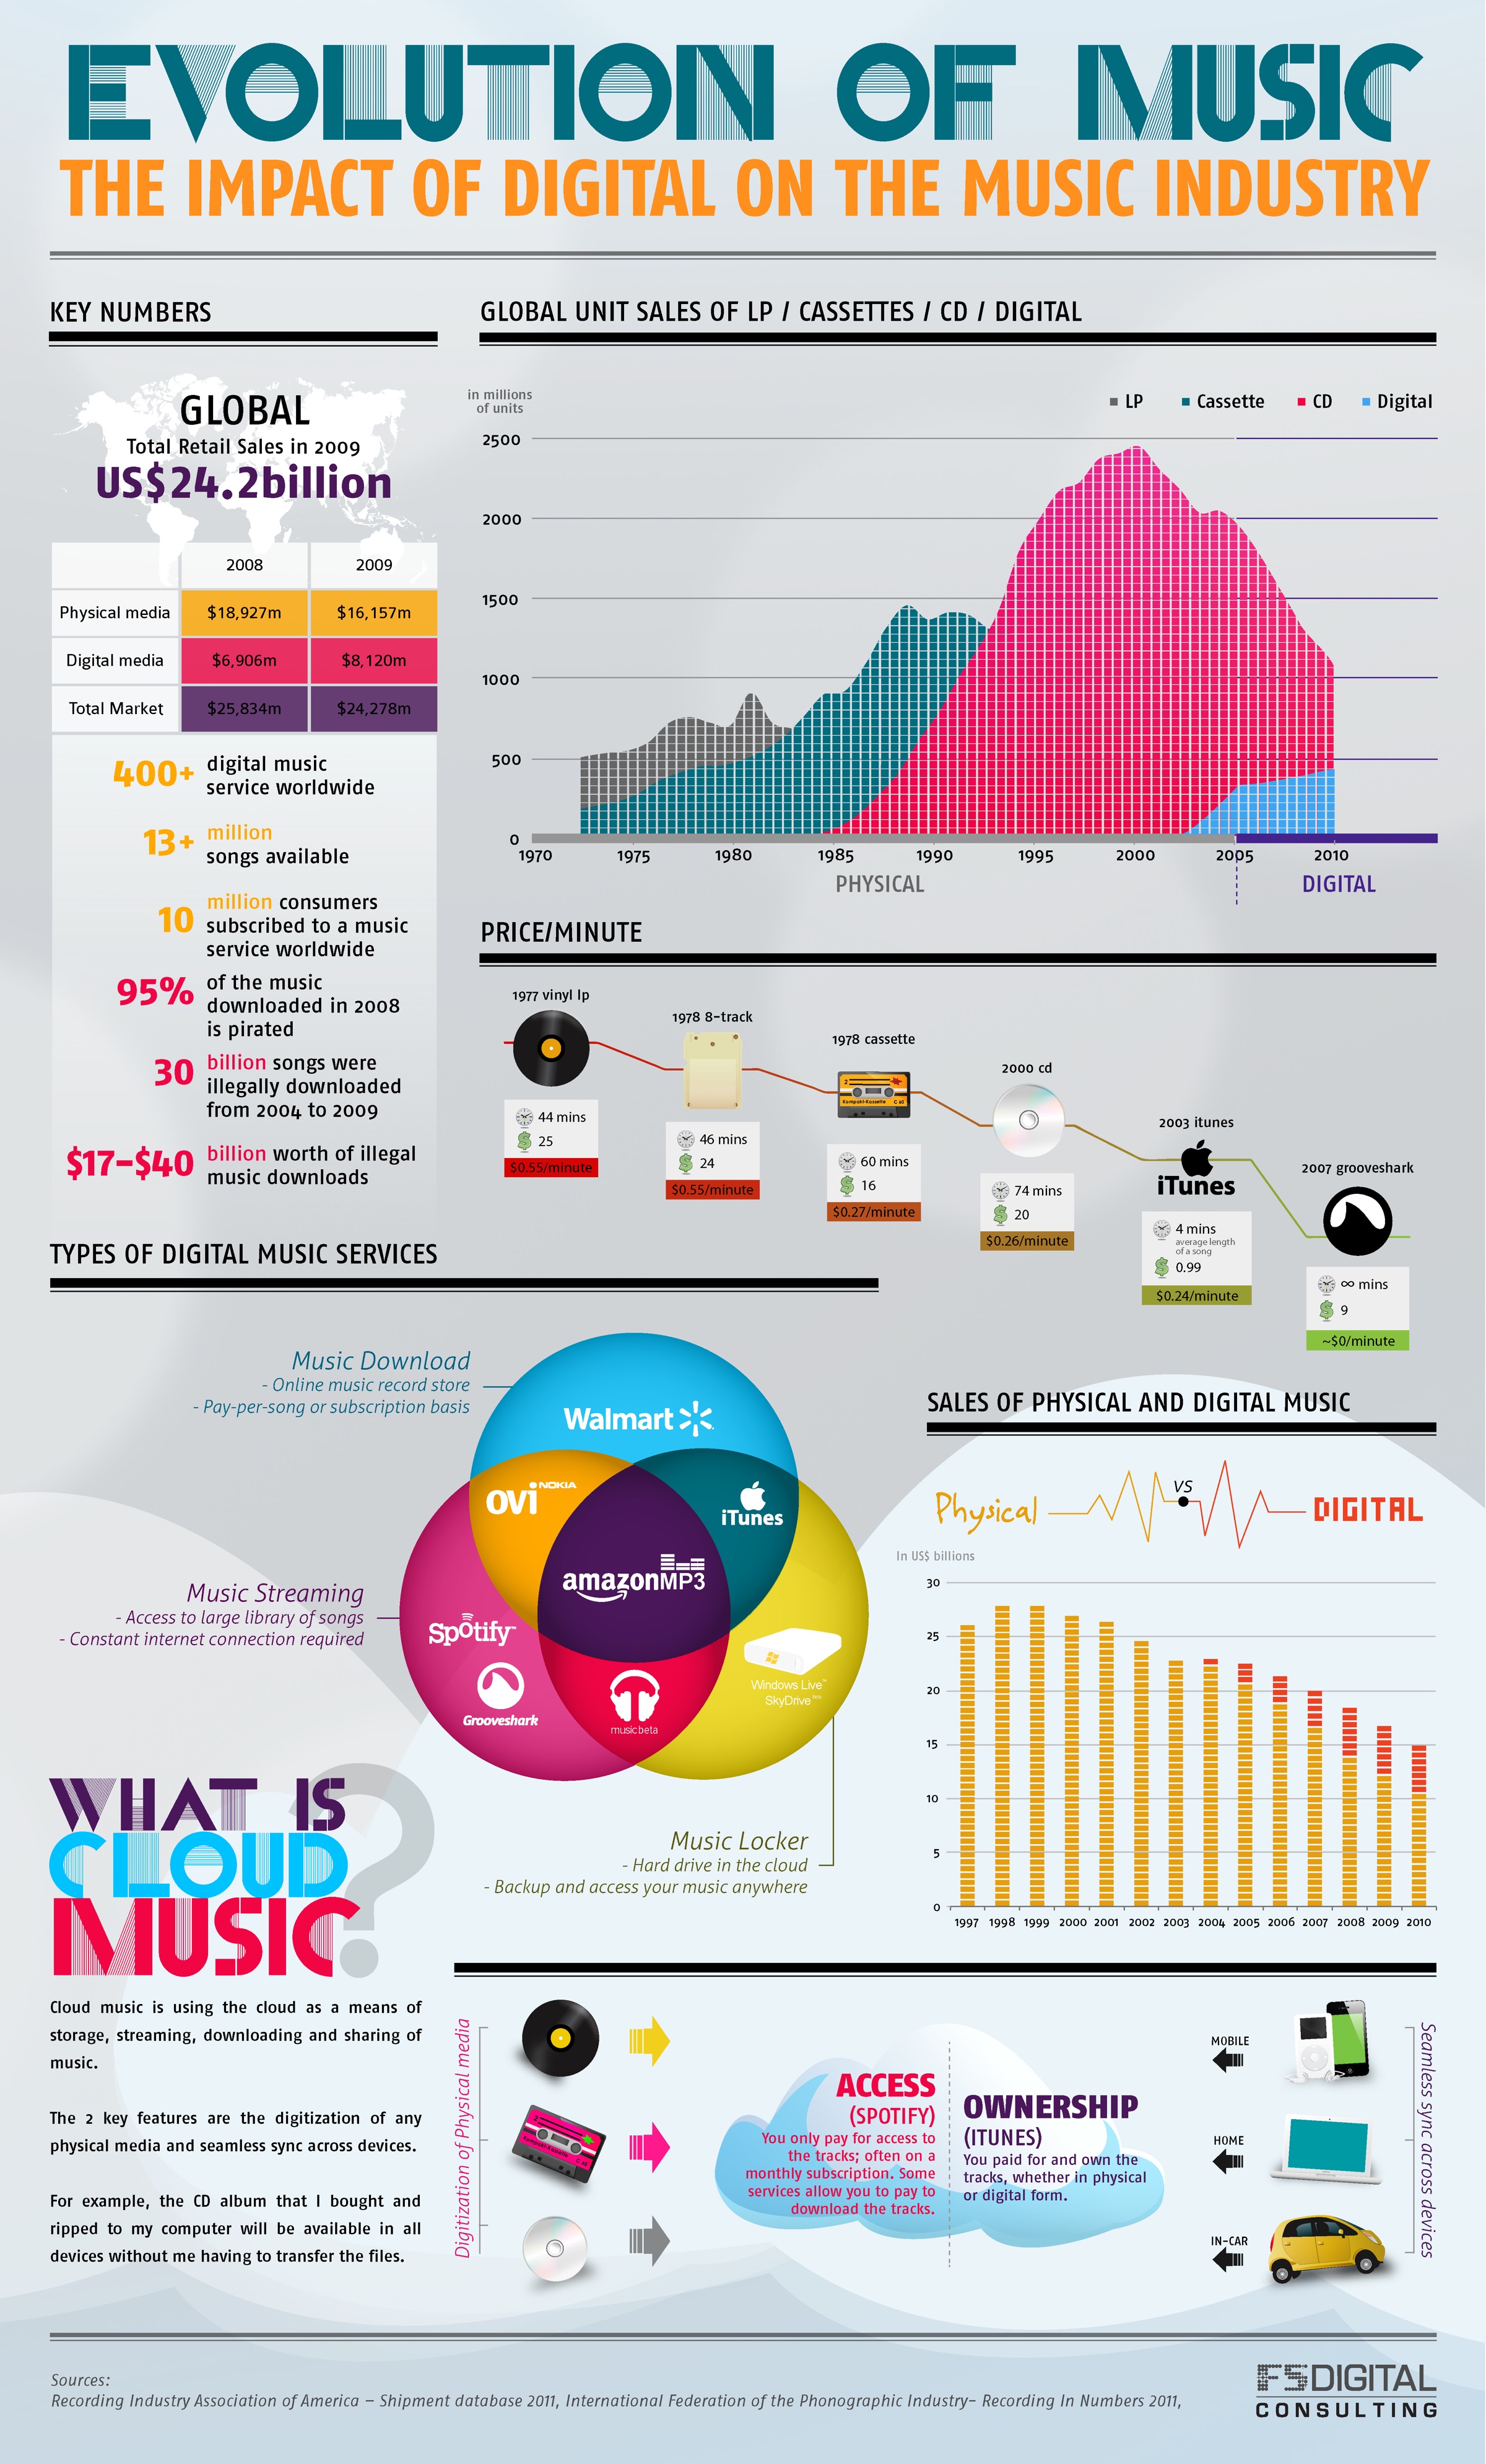 EVOLUTION OF MUSIC
THE IMPACT OF DIGITAL ON THE MUSIC INDUSTRY
KEY NUMBERS
GLOBAL
Total Retail Sales in 2009
US$24.2billion
2008 2009
Physical media $18,927m $16,157m
Digital media $6,906m $8,120m
Total Market $25,834m $24,278m
400+ digital music
service worldwide
13+ million
songs available
10 million consumers
subscribed to a music
service worldwide
95% of the music
downloaded in 2008
is pirated
30 billion songs were
illegally downloaded
from 2004 to 2009
$17-$40 billion worth of illegal
music downloads
GLOBAL UNIT SALES OF LP / CASSETTES / CD / DIGITAL
in millions
of units
LP Cassette CD Digital
2500
2000
1500
1000
500
0
1970 1975 1980 1985 1990 1995 2000 2005 2010
PHYSICAL DIGITAL
PRICE/MINUTE
1977 vinyl lp
44 mins
$ 25
$0.55/minute
1978 8-track
46 mins
$ 24
$0.55/minute
1978 cassette
2
Kompakt-Kassette C 60
60 mins
$ 16
$0.27/minute
2000 cd
74 mins
$ 20
$0.26/minute
2003 itunes
iTunes
4 mins
average length
of a song
$ 0.99
$0.24/minute
2007 grooveshark
∞ mins
$ 9
~$0/minute
TYPES OF DIGITAL MUSIC SERVICES
Music Download
- Online music record store
- Pay-per-song or subscription basis
Walmart
OVI NOKIA
iTunes
amazonMP3
Music Streaming
- Access to large library of songs
- Constant internet connection required
Spotify™
Grooveshark
music beta
Windows Live™
SkyDrive Beta
Music Locker
- Hard drive in the cloud
- Backup and access your music anywhere
SALES OF PHYSICAL AND DIGITAL MUSIC
Physical VS DIGITAL
In US$ billions
30
25
20
15
10
5
0
1997 1998 1999 2000 2001 2002 2003 2004 2005 2006 2007 2008 2009 2010
WHAT IS
CLOUD
MUSIC?
Cloud music is using the cloud as a means of
storage, streaming, downloading and sharing of
music.
The 2 key features are the digitization of any
physical media and seamless sync across devices.
For example, the CD album that I bought and
ripped to my computer will be available in all
devices without me having to transfer the files.
Digitization of Physical media
2
Kompakt-Kassette C 60
ACCESS
(SPOTIFY)
You only pay for access to
the tracks; often on a
monthly subscription. Some
services allow you to pay to
download the tracks.
OWNERSHIP
(ITUNES)
You paid for and own the
tracks, whether in physical
or digital form.
MOBILE
HOME
IN-CAR
Seamless sync across devices
Sources:
Recording Industry Association of America – Shipment database 2011, International Federation of the Phonographic Industry- Recording In Numbers 2011,
F5DIGITAL
CONSULTING